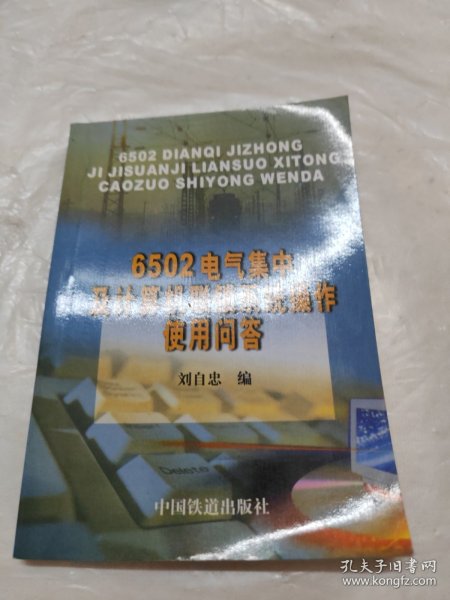 6502 DIANQI JIZHONG
JI JISUANJI LIANSUO XITONG
CAOZUO SHIYONG WENDA
6502电气集中
及计算机联锁系统操作
使用问答
刘自忠 编
Delete
中国铁道出版社
孔夫子旧书网
www.kongfz.com